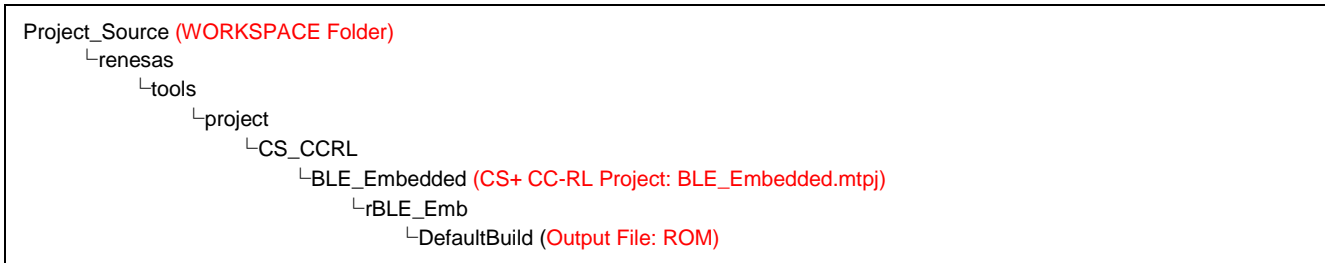 Project_Source (WORKSPACE Folder)
└renesas
└tools
└project
└CS_CCRL
└BLE_Embedded (CS+ CC-RL Project: BLE_Embedded.mtpj)
└rBLE_Emb
└DefaultBuild (Output File: ROM)